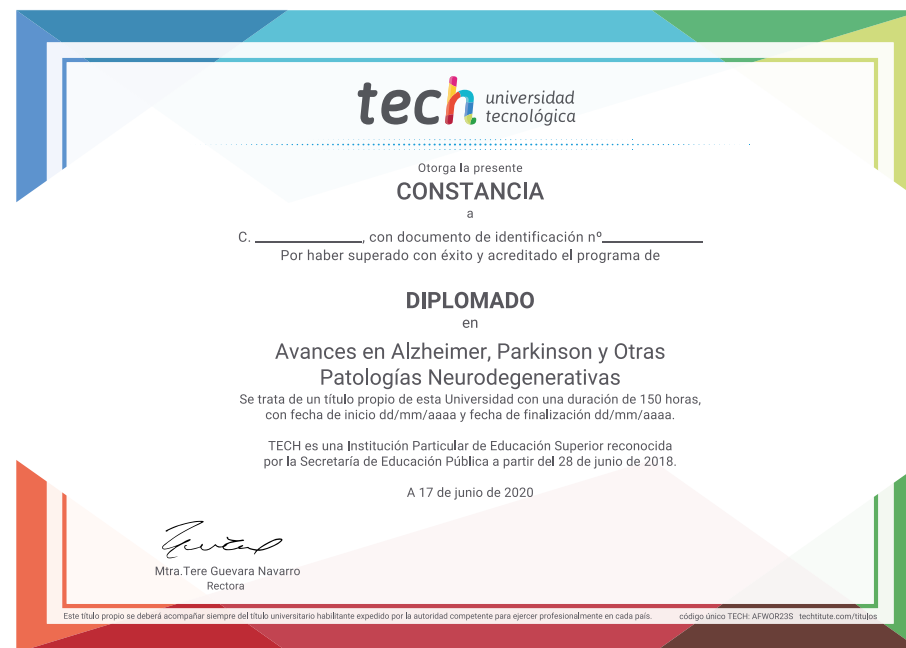 tech universidad
tecnológica
Otorga la presente
CONSTANCIA
a
C. ____________, con documento de identificación nº____________
Por haber superado con éxito y acreditado el programa de
DIPLOMADO
en
Avances en Alzheimer, Parkinson y Otras
Patologías Neurodegenerativas
Se trata de un título propio de esta Universidad con una duración de 150 horas,
con fecha de inicio dd/mm/aaaa y fecha de finalización dd/mm/aaaa.
TECH es una Institución Particular de Educación Superior reconocida
por la Secretaría de Educación Pública a partir del 28 de junio de 2018.
A 17 de junio de 2020
Mtra.Tere Guevara Navarro
Rectora
Este título propio se deberá acompañar siempre del título universitario habilitante expedido por la autoridad competente para ejercer profesionalmente en cada país. código único TECH: AFWOR23S techtitute.com/titulos